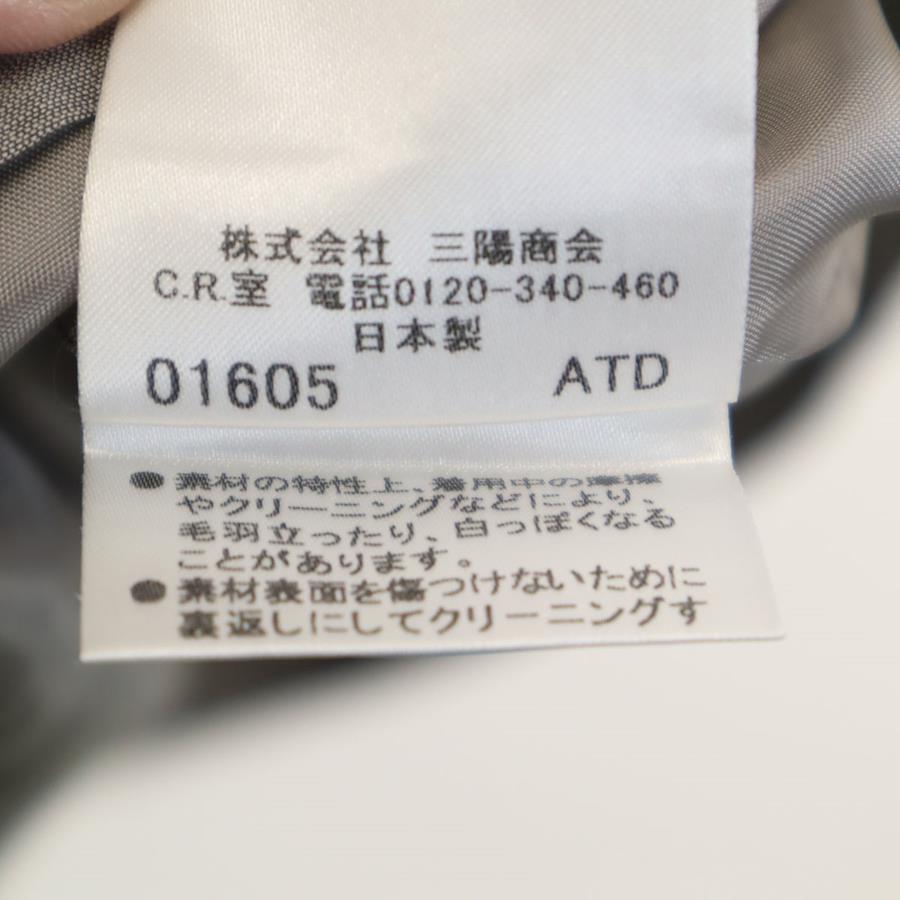 株式会社 三陽商会
C.R.室 電話0120-340-460
日本製
01605 ATD
●素材の特性上、着用中の摩擦
やクリーニングなどにより、
毛羽立ったり、白っぽくなる
ことがあります。
●素材表面を傷つけないために
裏返しにしてクリーニングす